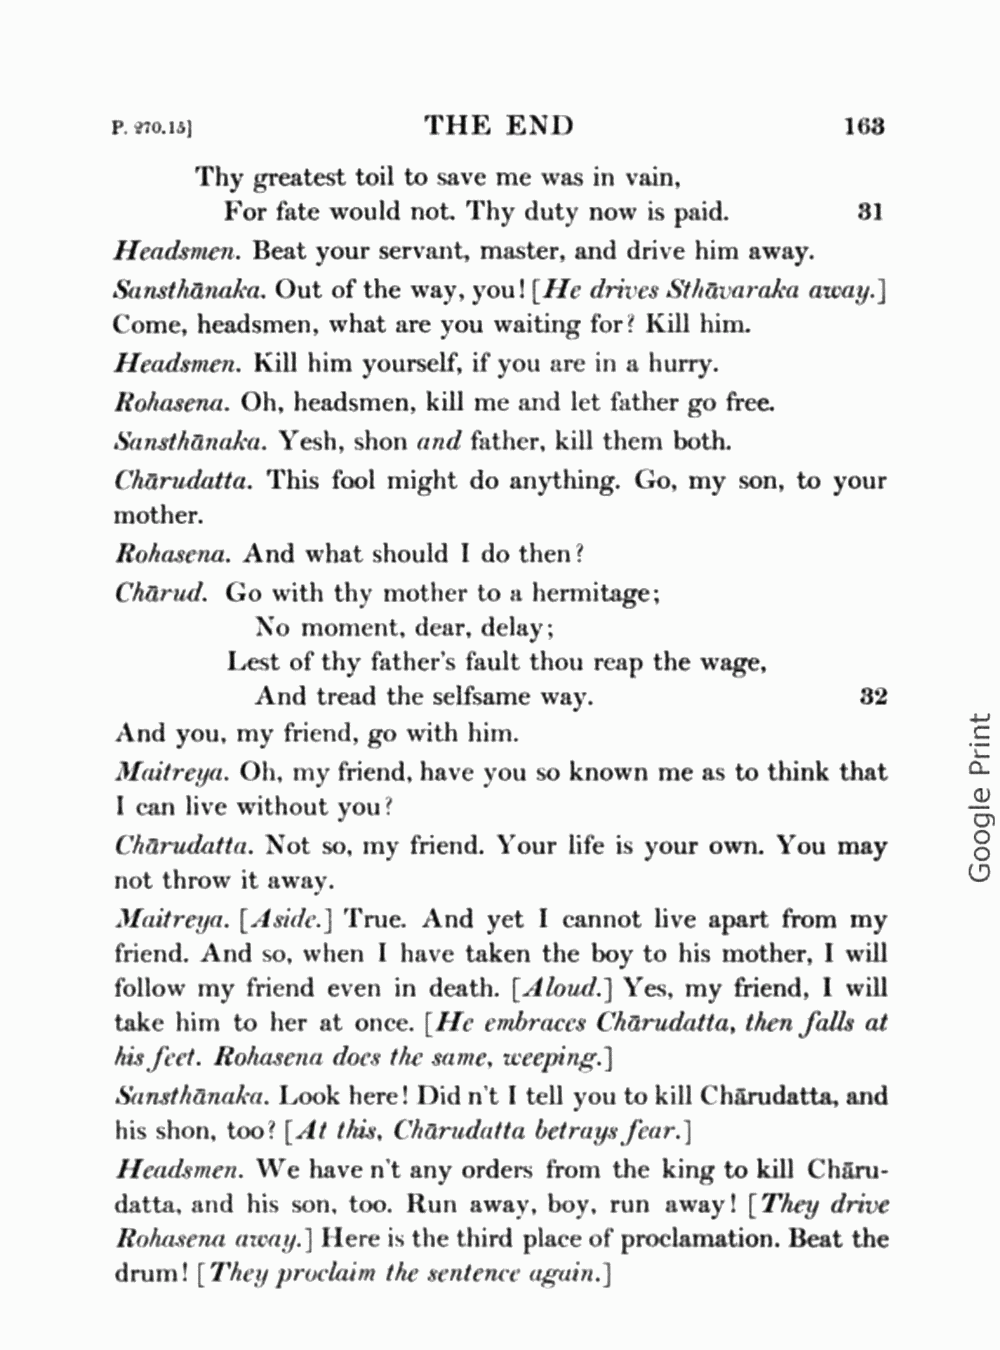 P. 270.15] THE END 163
Thy greatest toil to save me was in vain,
For fate would not. Thy duty now is paid. 31
Headsmen. Beat your servant, master, and drive him away.
Sansthānaka. Out of the way, you! [He drives Sthāvaraka away.]
Come, headsmen, what are you waiting for? Kill him.
Headsmen. Kill him yourself, if you are in a hurry.
Rohasena. Oh, headsmen, kill me and let father go free.
Sansthānaka. Yesh, shon and father, kill them both.
Chārudatta. This fool might do anything. Go, my son, to your
mother.
Rohasena. And what should I do then?
Chārud. Go with thy mother to a hermitage;
No moment, dear, delay;
Lest of thy father's fault thou reap the wage,
And tread the selfsame way. 32
And you, my friend, go with him.
Maitreya. Oh, my friend, have you so known me as to think that
I can live without you?
Chārudatta. Not so, my friend. Your life is your own. You may
not throw it away.
Maitreya. [Aside.] True. And yet I cannot live apart from my
friend. And so, when I have taken the boy to his mother, I will
follow my friend even in death. [Aloud.] Yes, my friend, I will
take him to her at once. [He embraces Chārudatta, then falls at
his feet. Rohasena does the same, weeping.]
Sansthānaka. Look here! Did n't I tell you to kill Chārudatta, and
his shon, too? [At this, Chārudatta betrays fear.]
Headsmen. We have n't any orders from the king to kill Chāru-
datta, and his son, too. Run away, boy, run away! [They drive
Rohasena away.] Here is the third place of proclamation. Beat the
drum! [They proclaim the sentence again.]
Google Print